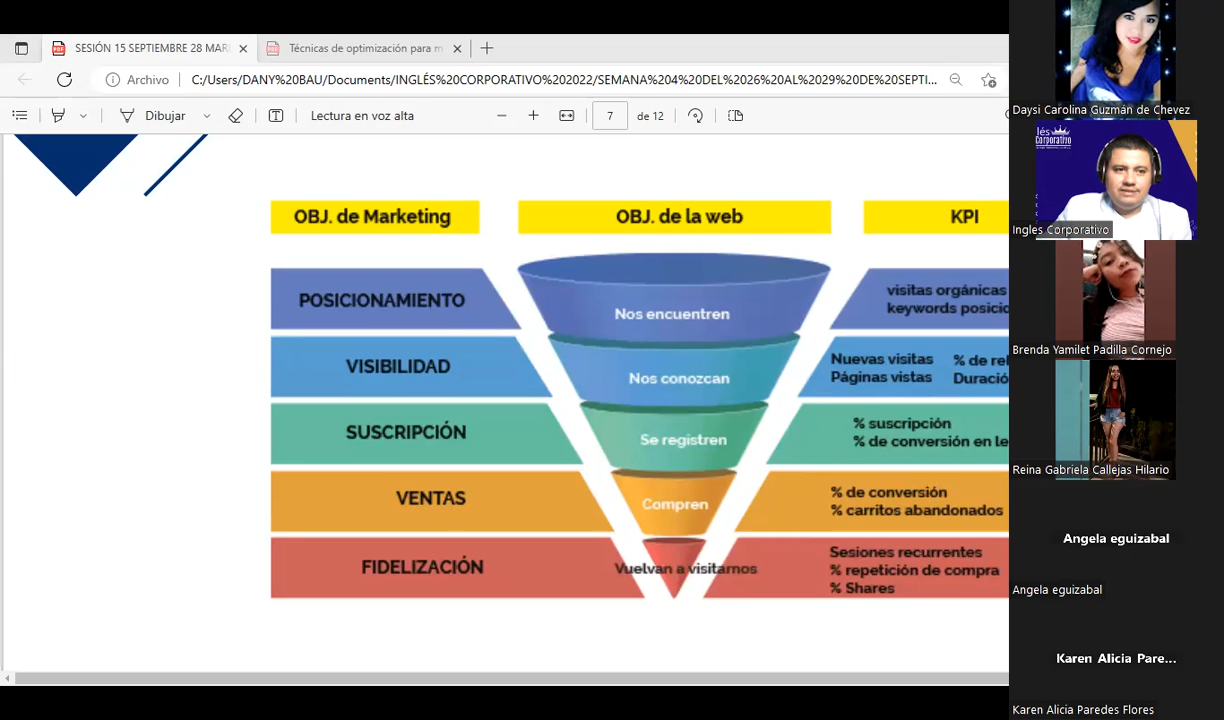 SESIÓN 15 SEPTIEMBRE 28 MAR
Técnicas de optimización para m
Archivo
C:/Users/DANY%20BAU/Documents/INGLÉS%20CORPORATIVO%202022/SEMANA%204%20DEL%2026%20AL%2029%20DE%20SEPTI...
Dibujar
Lectura en voz alta
7
de 12
OBJ. de Marketing
OBJ. de la web
KPI
POSICIONAMIENTO
Nos encuentren
visitas orgánicas
keywords posicio
VISIBILIDAD
Nos conozcan
Nuevas visitas
% de re
Páginas vistas
Duració
SUSCRIPCIÓN
Se registren
% suscripción
% de conversión en le
VENTAS
Compren
% de conversión
% carritos abandonados
FIDELIZACIÓN
Vuelvan a visitarnos
Sesiones recurrentes
% repetición de compra
% Shares
Daysi Carolina Guzmán de Chevez
lés
Corporativo
Ingles Corporativo
Brenda Yamilet Padilla Cornejo
Reina Gabriela Callejas Hilario
Angela eguizabal
Angela eguizabal
Karen Alicia Pare...
Karen Alicia Paredes Flores